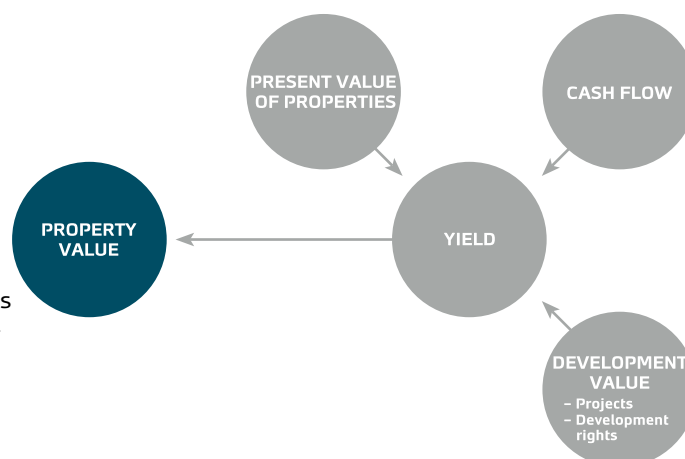 PRESENT VALUE
OF PROPERTIES
CASH FLOW
PROPERTY
VALUE
YIELD
s
DEVELOPMENT
VALUE
– Projects
– Development
rights